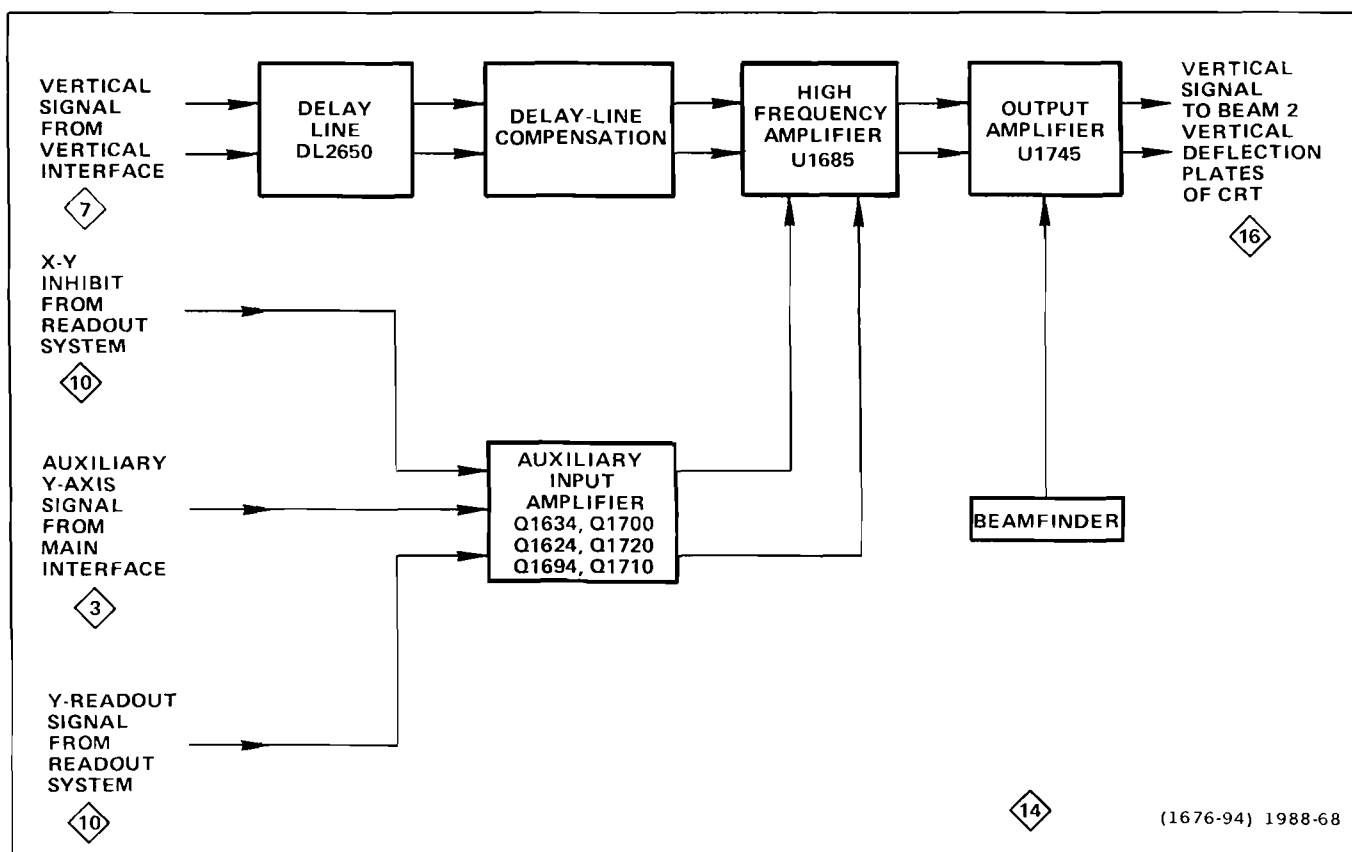 VERTICAL
SIGNAL
FROM
VERTICAL
INTERFACE
7
DELAY
LINE
DL2650
DELAY-LINE
COMPENSATION
HIGH
FREQUENCY
AMPLIFIER
U1685
OUTPUT
AMPLIFIER
U1745
VERTICAL
SIGNAL
TO BEAM 2
VERTICAL
DEFLECTION
PLATES
OF CRT
16
X-Y
INHIBIT
FROM
READOUT
SYSTEM
10
AUXILIARY
Y-AXIS
SIGNAL
FROM
MAIN
INTERFACE
3
AUXILIARY
INPUT
AMPLIFIER
Q1634, Q1700
Q1624, Q1720
Q1694, Q1710
BEAMFINDER
Y-READOUT
SIGNAL
FROM
READOUT
SYSTEM
10
14
(1676-94) 1988-68